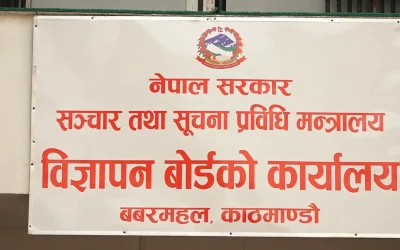 नेपाल सरकार
सञ्चार तथा सूचना प्रविधि मन्त्रालय
विज्ञापन बोर्डको कार्यालय
बबरमहल, काठमाण्डौ